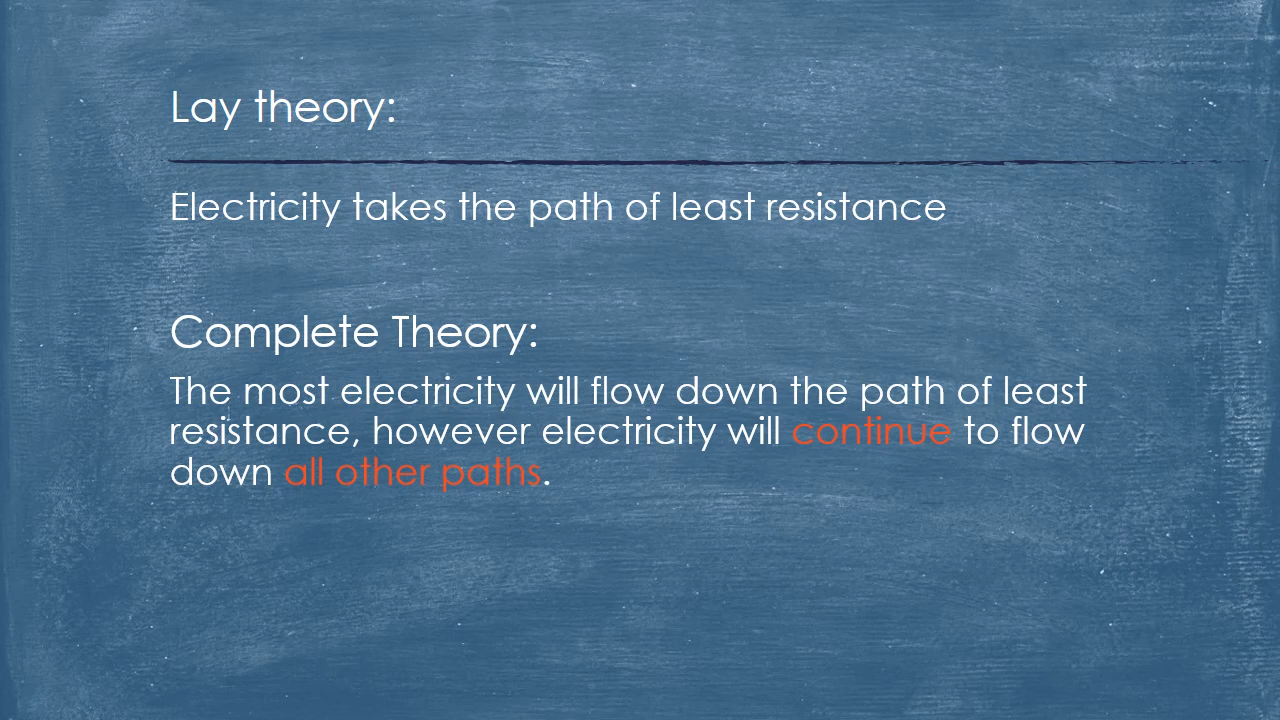 Lay theory:
Electricity takes the path of least resistance
Complete Theory:
The most electricity will flow down the path of least
resistance, however electricity will continue to flow
down all other paths.